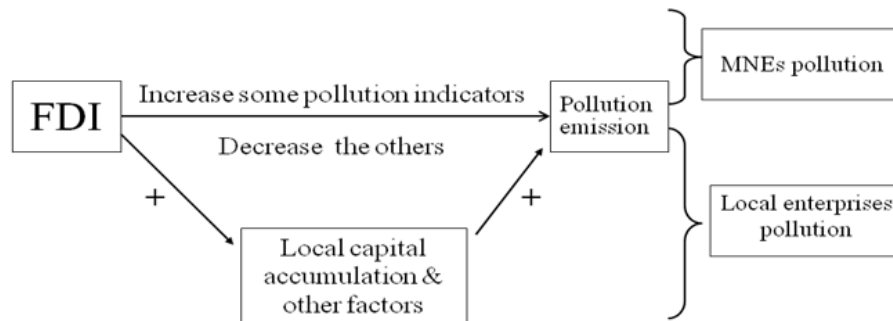 FDI
Increase some pollution indicators
Decrease the others
+
+
Local capital
accumulation &
other factors
Pollution
emission
MNEs pollution
Local enterprises
pollution